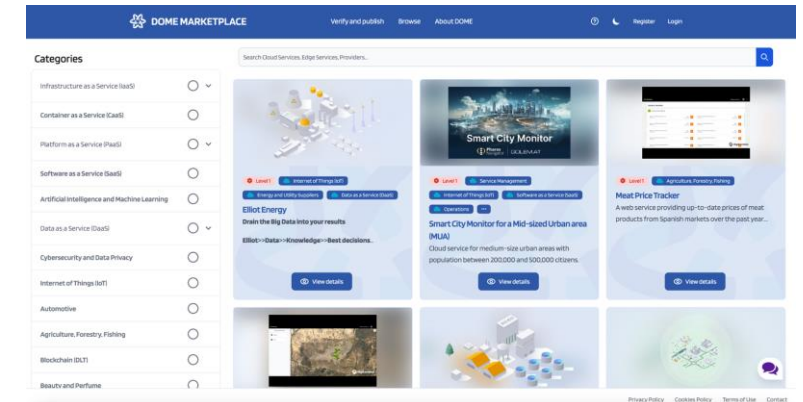 DOME MARKETPLACE
Verify and publish
Browse
About DOME
Register
Login
Categories
Search Cloud Services, Edge Services, Providers...
Infrastructure as a Service (IaaS)
Container as a Service (CaaS)
Platform as a Service (PaaS)
Software as a Service (SaaS)
Artificial Intelligence and Machine Learning
Data as a Service (DaaS)
Cybersecurity and Data Privacy
Internet of Things (IoT)
Automotive
Agriculture, Forestry, Fishing
Blockchain (DLT)
Beauty and Perfume
Level 1
Internet of Things (IoT)
Energy and Utility Suppliers
Data as a Service (DaaS)
Elliot Energy
Drain the Big Data into your results
Elliot>>Data>>Knowledge>>Best decisions..
View details
Smart City Monitor
GOLEM.AT
Level 1
Service Management
Internet of Things (IoT)
Software as a Service (SaaS)
Operations
Smart City Monitor for a Mid-sized Urban area
(MUA)
Cloud service for medium-size urban areas with
population between 200,000 and 500,000 citizens.
View details
Level 1
Agriculture, Forestry, Fishing
Meat Price Tracker
A web service providing up-to-date prices of meat
products from Spanish markets over the past year...
View details
Privacy Policy
Cookies Policy
Terms of Use
Contact